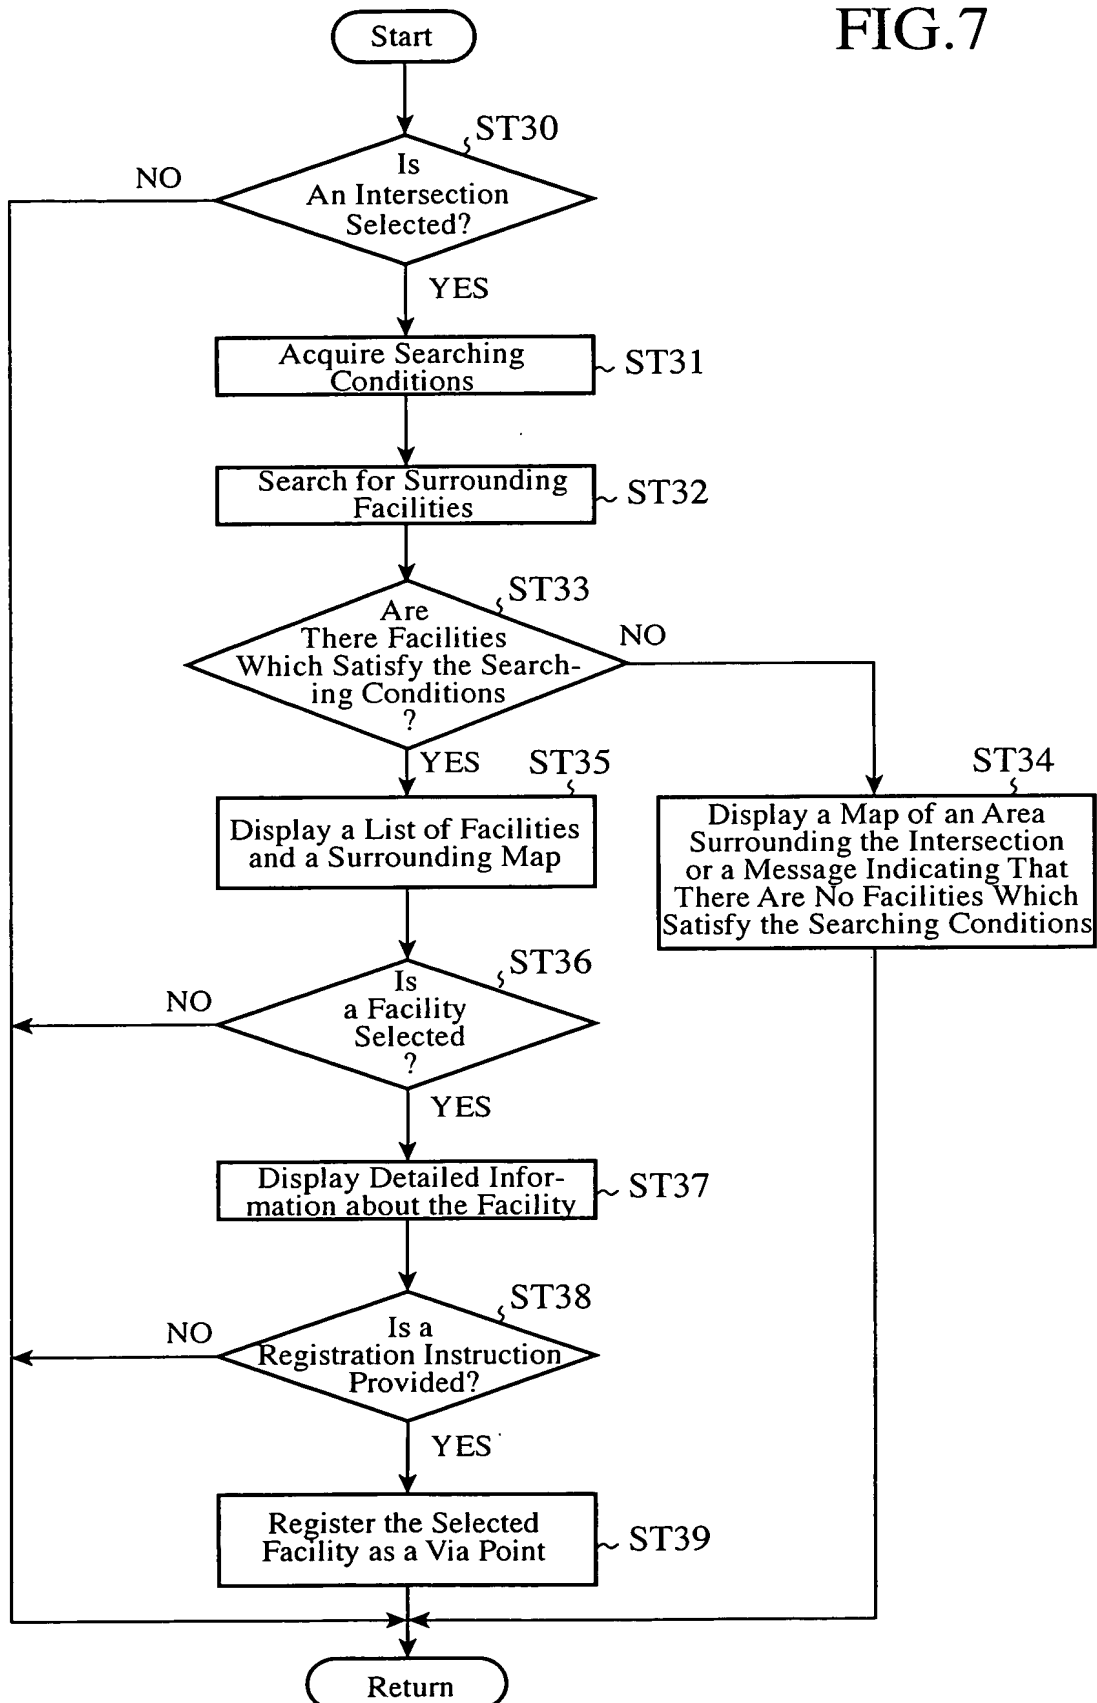 FIG.7
Start
ST30
Is
An Intersection
Selected?
NO
YES
Acquire Searching
Conditions
ST31
Search for Surrounding
Facilities
ST32
ST33
Are
There Facilities
Which Satisfy the Search-
ing Conditions
?
NO
YES
ST35
Display a List of Facilities
and a Surrounding Map
ST34
Display a Map of an Area
Surrounding the Intersection
or a Message Indicating That
There Are No Facilities Which
Satisfy the Searching Conditions
ST36
Is
a Facility
Selected
?
NO
YES
Display Detailed Infor-
mation about the Facility
ST37
ST38
Is a
Registration Instruction
Provided?
NO
YES
Register the Selected
Facility as a Via Point
ST39
Return